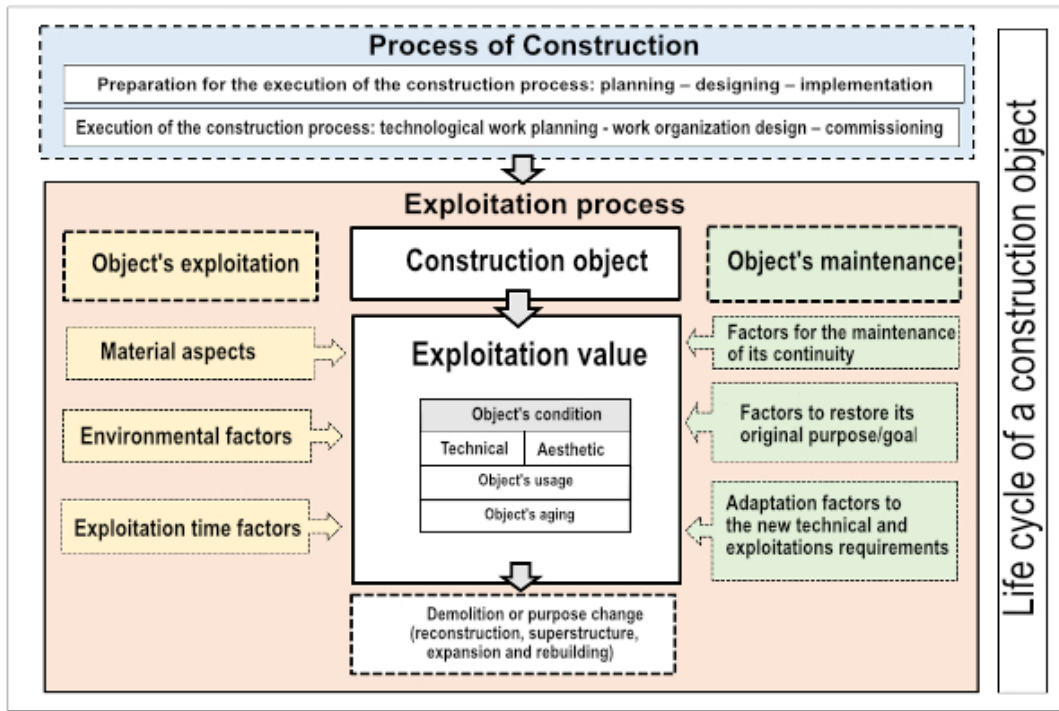 Process of Construction
Preparation for the execution of the construction process: planning – designing – implementation
Execution of the construction process: technological work planning - work organization design – commissioning
Exploitation process
Object's exploitation
Construction object
Object's maintenance
Material aspects
Environmental factors
Exploitation time factors
Exploitation value
Object's condition
Technical
Aesthetic
Object's usage
Object's aging
Factors for the maintenance
of its continuity
Factors to restore its
original purpose/goal
Adaptation factors to
the new technical and
exploitations requirements
Demolition or purpose change
(reconstruction, superstructure,
expansion and rebuilding)
Life cycle of a construction object